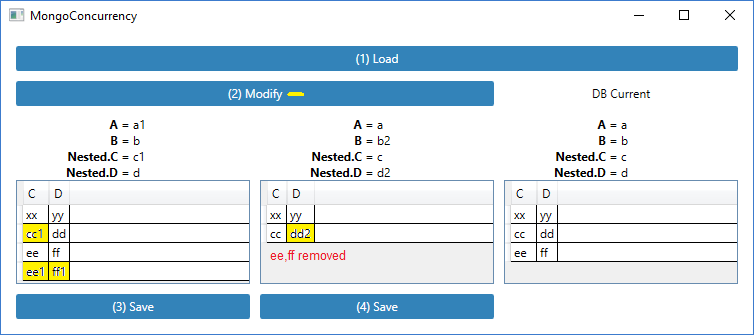 MongoConcurrency
(1) Load
(2) Modify
DB Current
A = a1
B = b
Nested.C = c1
Nested.D = d
C D
xx yy
cc1 dd
ee ff
ee1 ff1
(3) Save
A = a
B = b2
Nested.C = c
Nested.D = d2
C D
xx yy
cc dd2
ee,ff removed
(4) Save
A = a
B = b
Nested.C = c
Nested.D = d
C D
xx yy
cc dd
ee ff